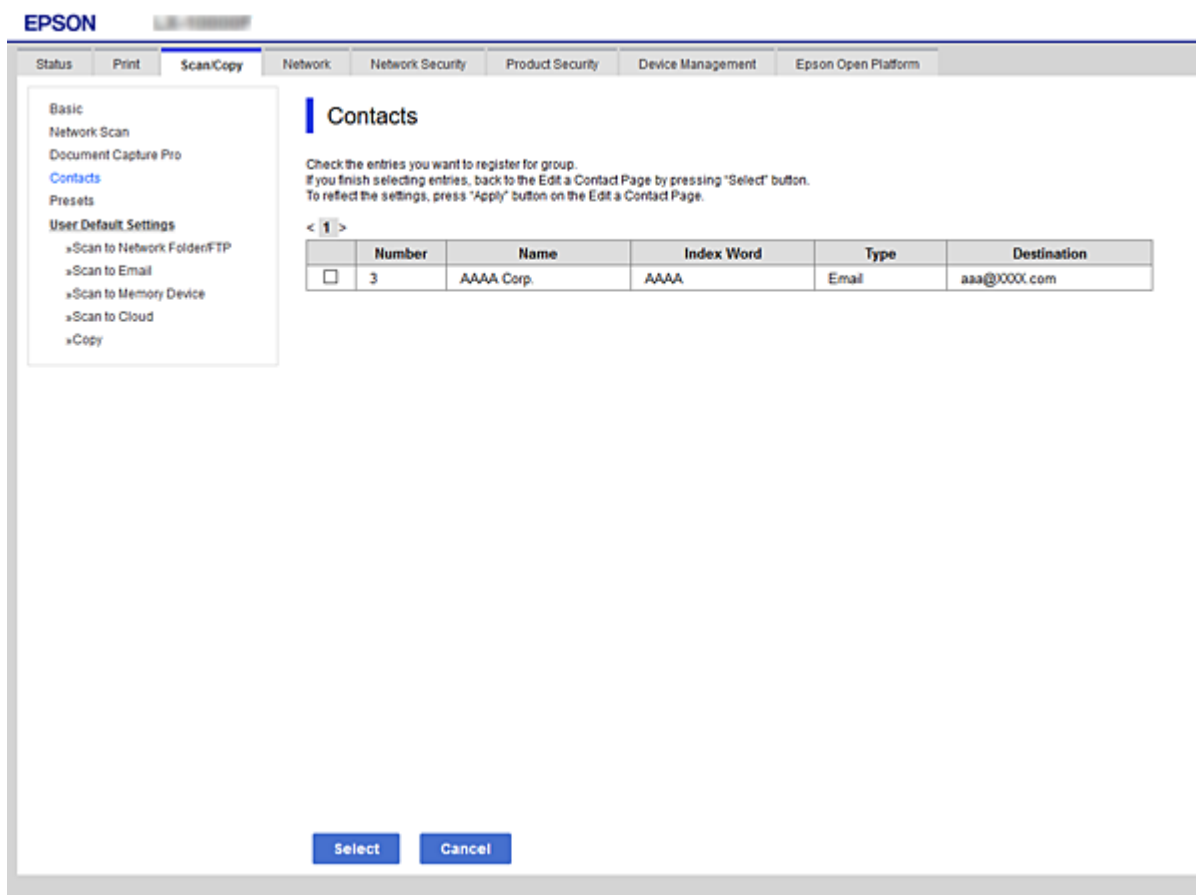 EPSON
Status Print Scan/Copy Network Network Security Product Security Device Management Epson Open Platform
Basic
Network Scan
Document Capture Pro
Contacts
Presets
User Default Settings
»Scan to Network Folder/FTP
»Scan to Email
»Scan to Memory Device
»Scan to Cloud
»Copy
Contacts
Check the entries you want to register for group.
If you finish selecting entries, back to the Edit a Contact Page by pressing "Select" button.
To reflect the settings, press "Apply" button on the Edit a Contact Page.
< 1 >
Number Name Index Word Type Destination
3 AAAA Corp. AAAA Email aaa@XXXX.com
Select Cancel